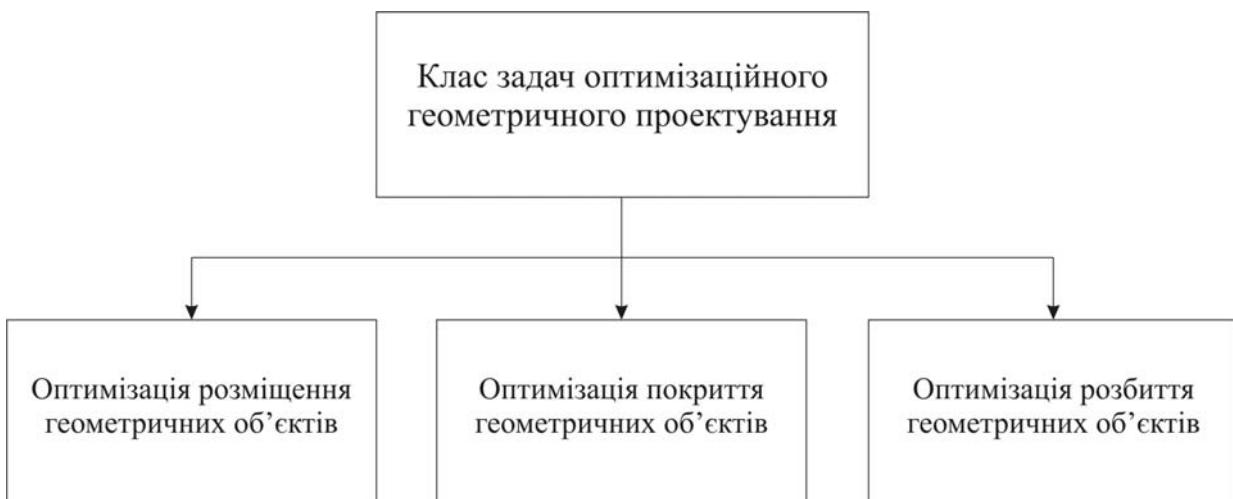 Клас задач оптимізаційного
геометричного проектування
Оптимізація розміщення
геометричних об’єктів
Оптимізація покриття
геометричних об’єктів
Оптимізація розбиття
геометричних об’єктів